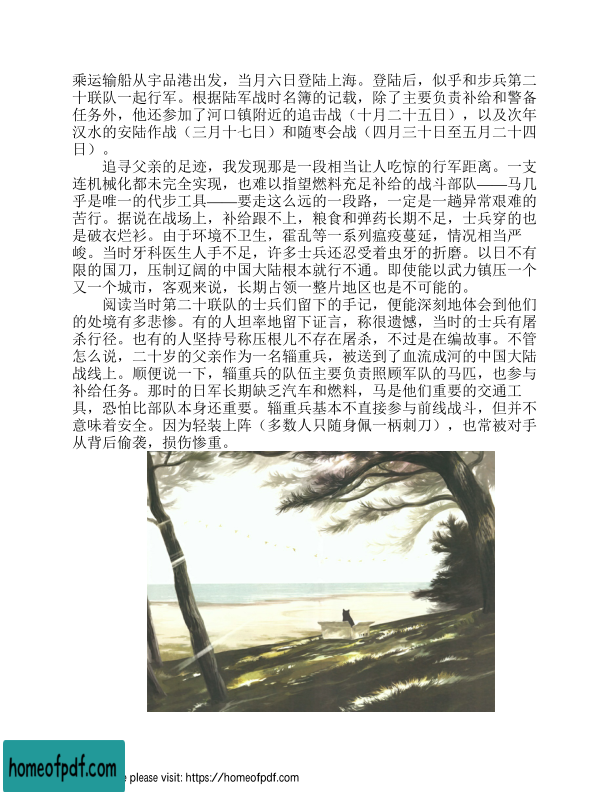 乘运输船从宇品港出发，当月六日登陆上海。登陆后，似乎和步兵第二
十联队一起行军。根据陆军战时名簿的记载，除了主要负责补给和警备
任务外，他还参加了河口镇附近的追击战（十月二十五日），以及次年
汉水的安陆作战（三月十七日）和随枣会战（四月三十日至五月二十四
日）。
追寻父亲的足迹，我发现那是一段相当让人吃惊的行军距离。一支
连机械化都未完全实现，也难以指望燃料充足补给的战斗部队——马几
乎是唯一的代步工具——要走这么远的一段路，一定是一趟异常艰难的
苦行。据说在战场上，补给跟不上，粮食和弹药长期不足，士兵穿的也
是破衣烂衫。由于环境不卫生，霍乱等一系列瘟疫蔓延，情况相当严
峻。当时牙科医生人手不足，许多士兵还忍受着虫牙的折磨。以日不有
限的国刀，压制辽阔的中国大陆根本就行不通。即使能以武力镇压一个
又一个城市，客观来说，长期占领一整片地区也是不可能的。
阅读当时第二十联队的士兵们留下的手记，便能深刻地体会到他们
的处境有多悲惨。有的人坦率地留下证言，称很遗憾，当时的士兵有屠
杀行径。也有的人坚持号称压根儿不存在屠杀，不过是在编故事。不管
怎么说，二十岁的父亲作为一名辎重兵，被送到了血流成河的中国大陆
战线上。顺便说一下，辎重兵的队伍主要负责照顾军队的马匹，也参与
补给任务。那时的日军长期缺乏汽车和燃料，马是他们重要的交通工
具，恐怕比部队本身还重要。辎重兵基本不直接参与前线战斗，但并不
意味着安全。因为轻装上阵（多数人只随身佩一柄刺刀），也常被对手
从背后偷袭，损伤惨重。
homeofpdf.com
e please visit: https://homeofpdf.com